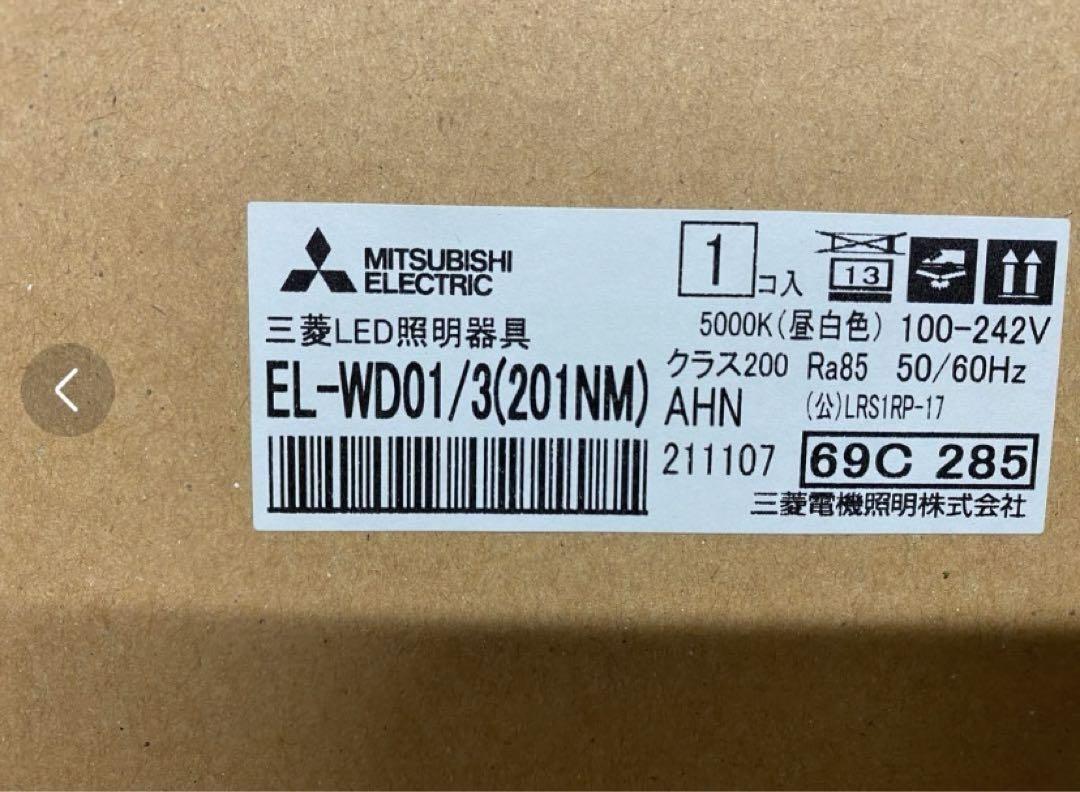 MITSUBISHI
ELECTRIC
1コ入
13
三菱LED照明器具
5000K(昼白色) 100-242V
クラス200 Ra85 50/60Hz
EL-WD01/3(201NM) AHN
(公)LRS1RP-17
211107
69C 285
三菱電機照明株式会社